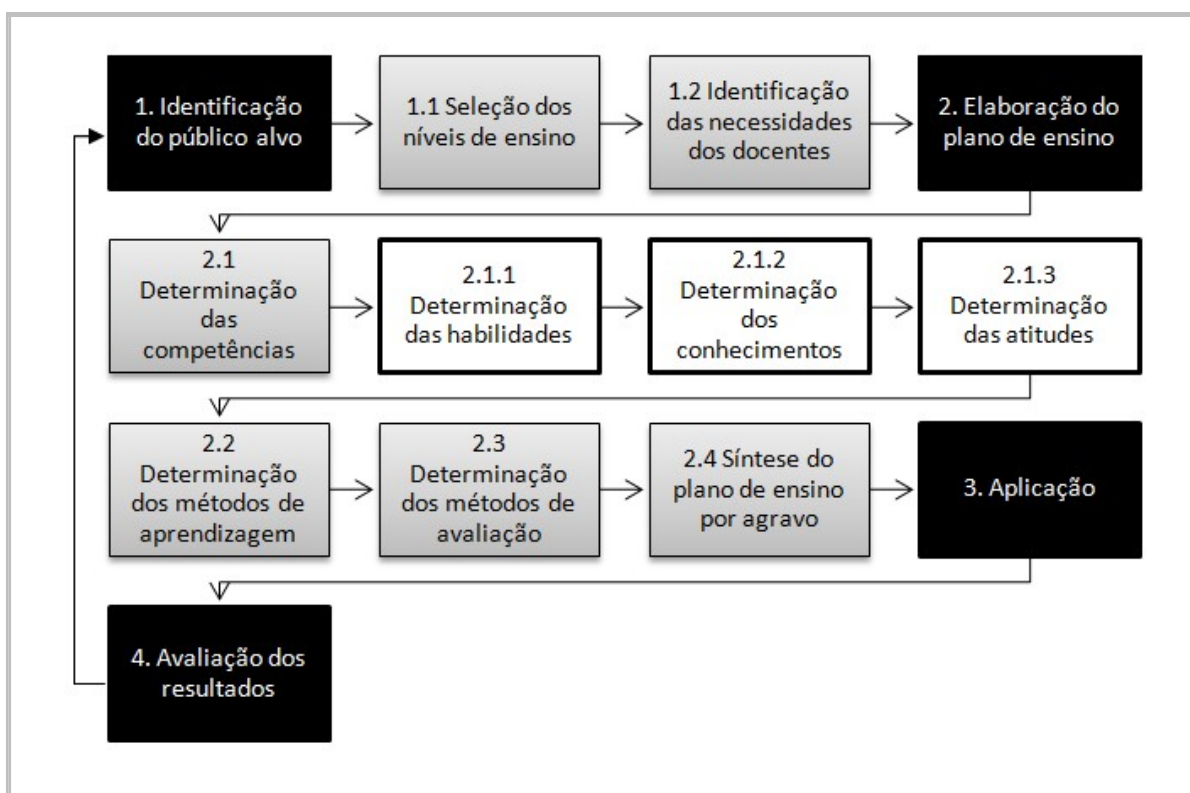 1. Identificação
do público alvo
1.1 Seleção dos
níveis de ensino
1.2 Identificação
das necessidades
dos docentes
2. Elaboração do
plano de ensino
2.1
Determinação
das
competências
2.1.1
Determinação
das habilidades
2.1.2
Determinação
dos
conhecimentos
2.1.3
Determinação
das atitudes
2.2
Determinação
dos métodos de
aprendizagem
2.3
Determinação
dos métodos de
avaliação
2.4 Síntese do
plano de ensino
por agravo
3. Aplicação
4. Avaliação dos
resultados